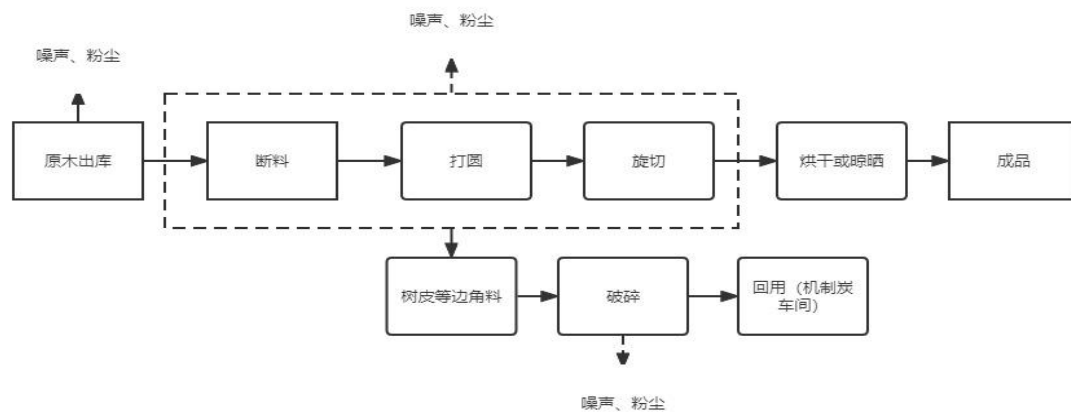 噪声、粉尘
噪声、粉尘
原木出库
断料
打圆
旋切
烘干或晾晒
成品
树皮等边角料
破碎
回用（机制炭
车间）
噪声、粉尘